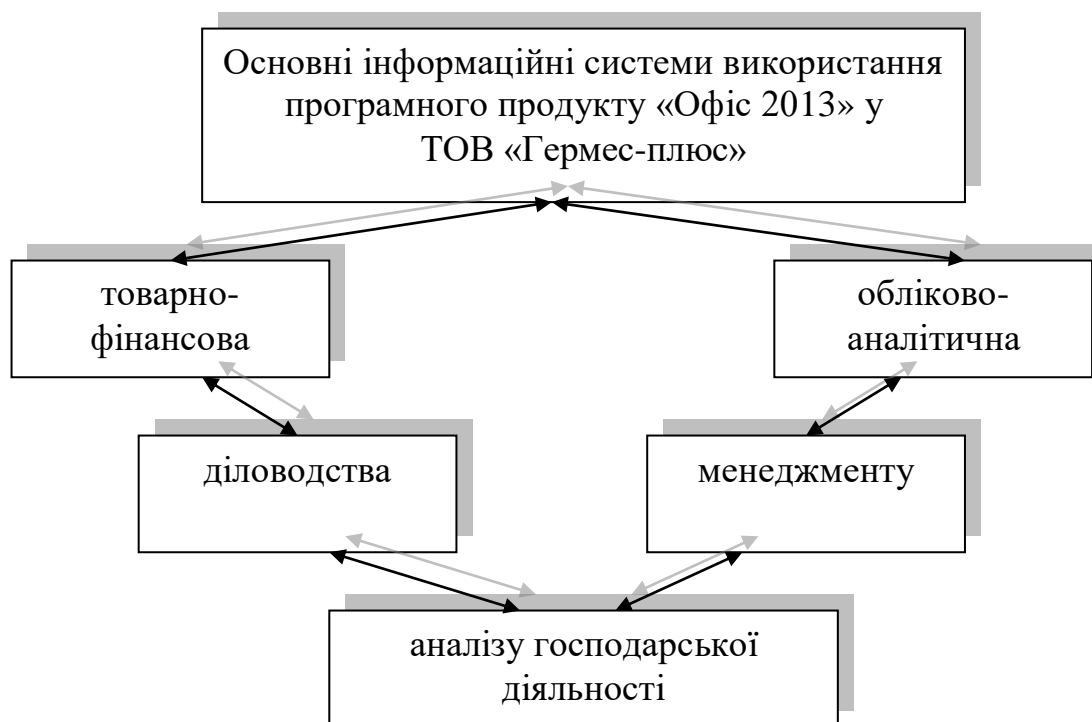 Основні інформаційні системи використання
програмного продукту «Офіс 2013» у
ТОВ «Гермес-плюс»
товарно-
фінансова
обліково-
аналітична
діловодства
менеджменту
аналізу господарської
діяльності